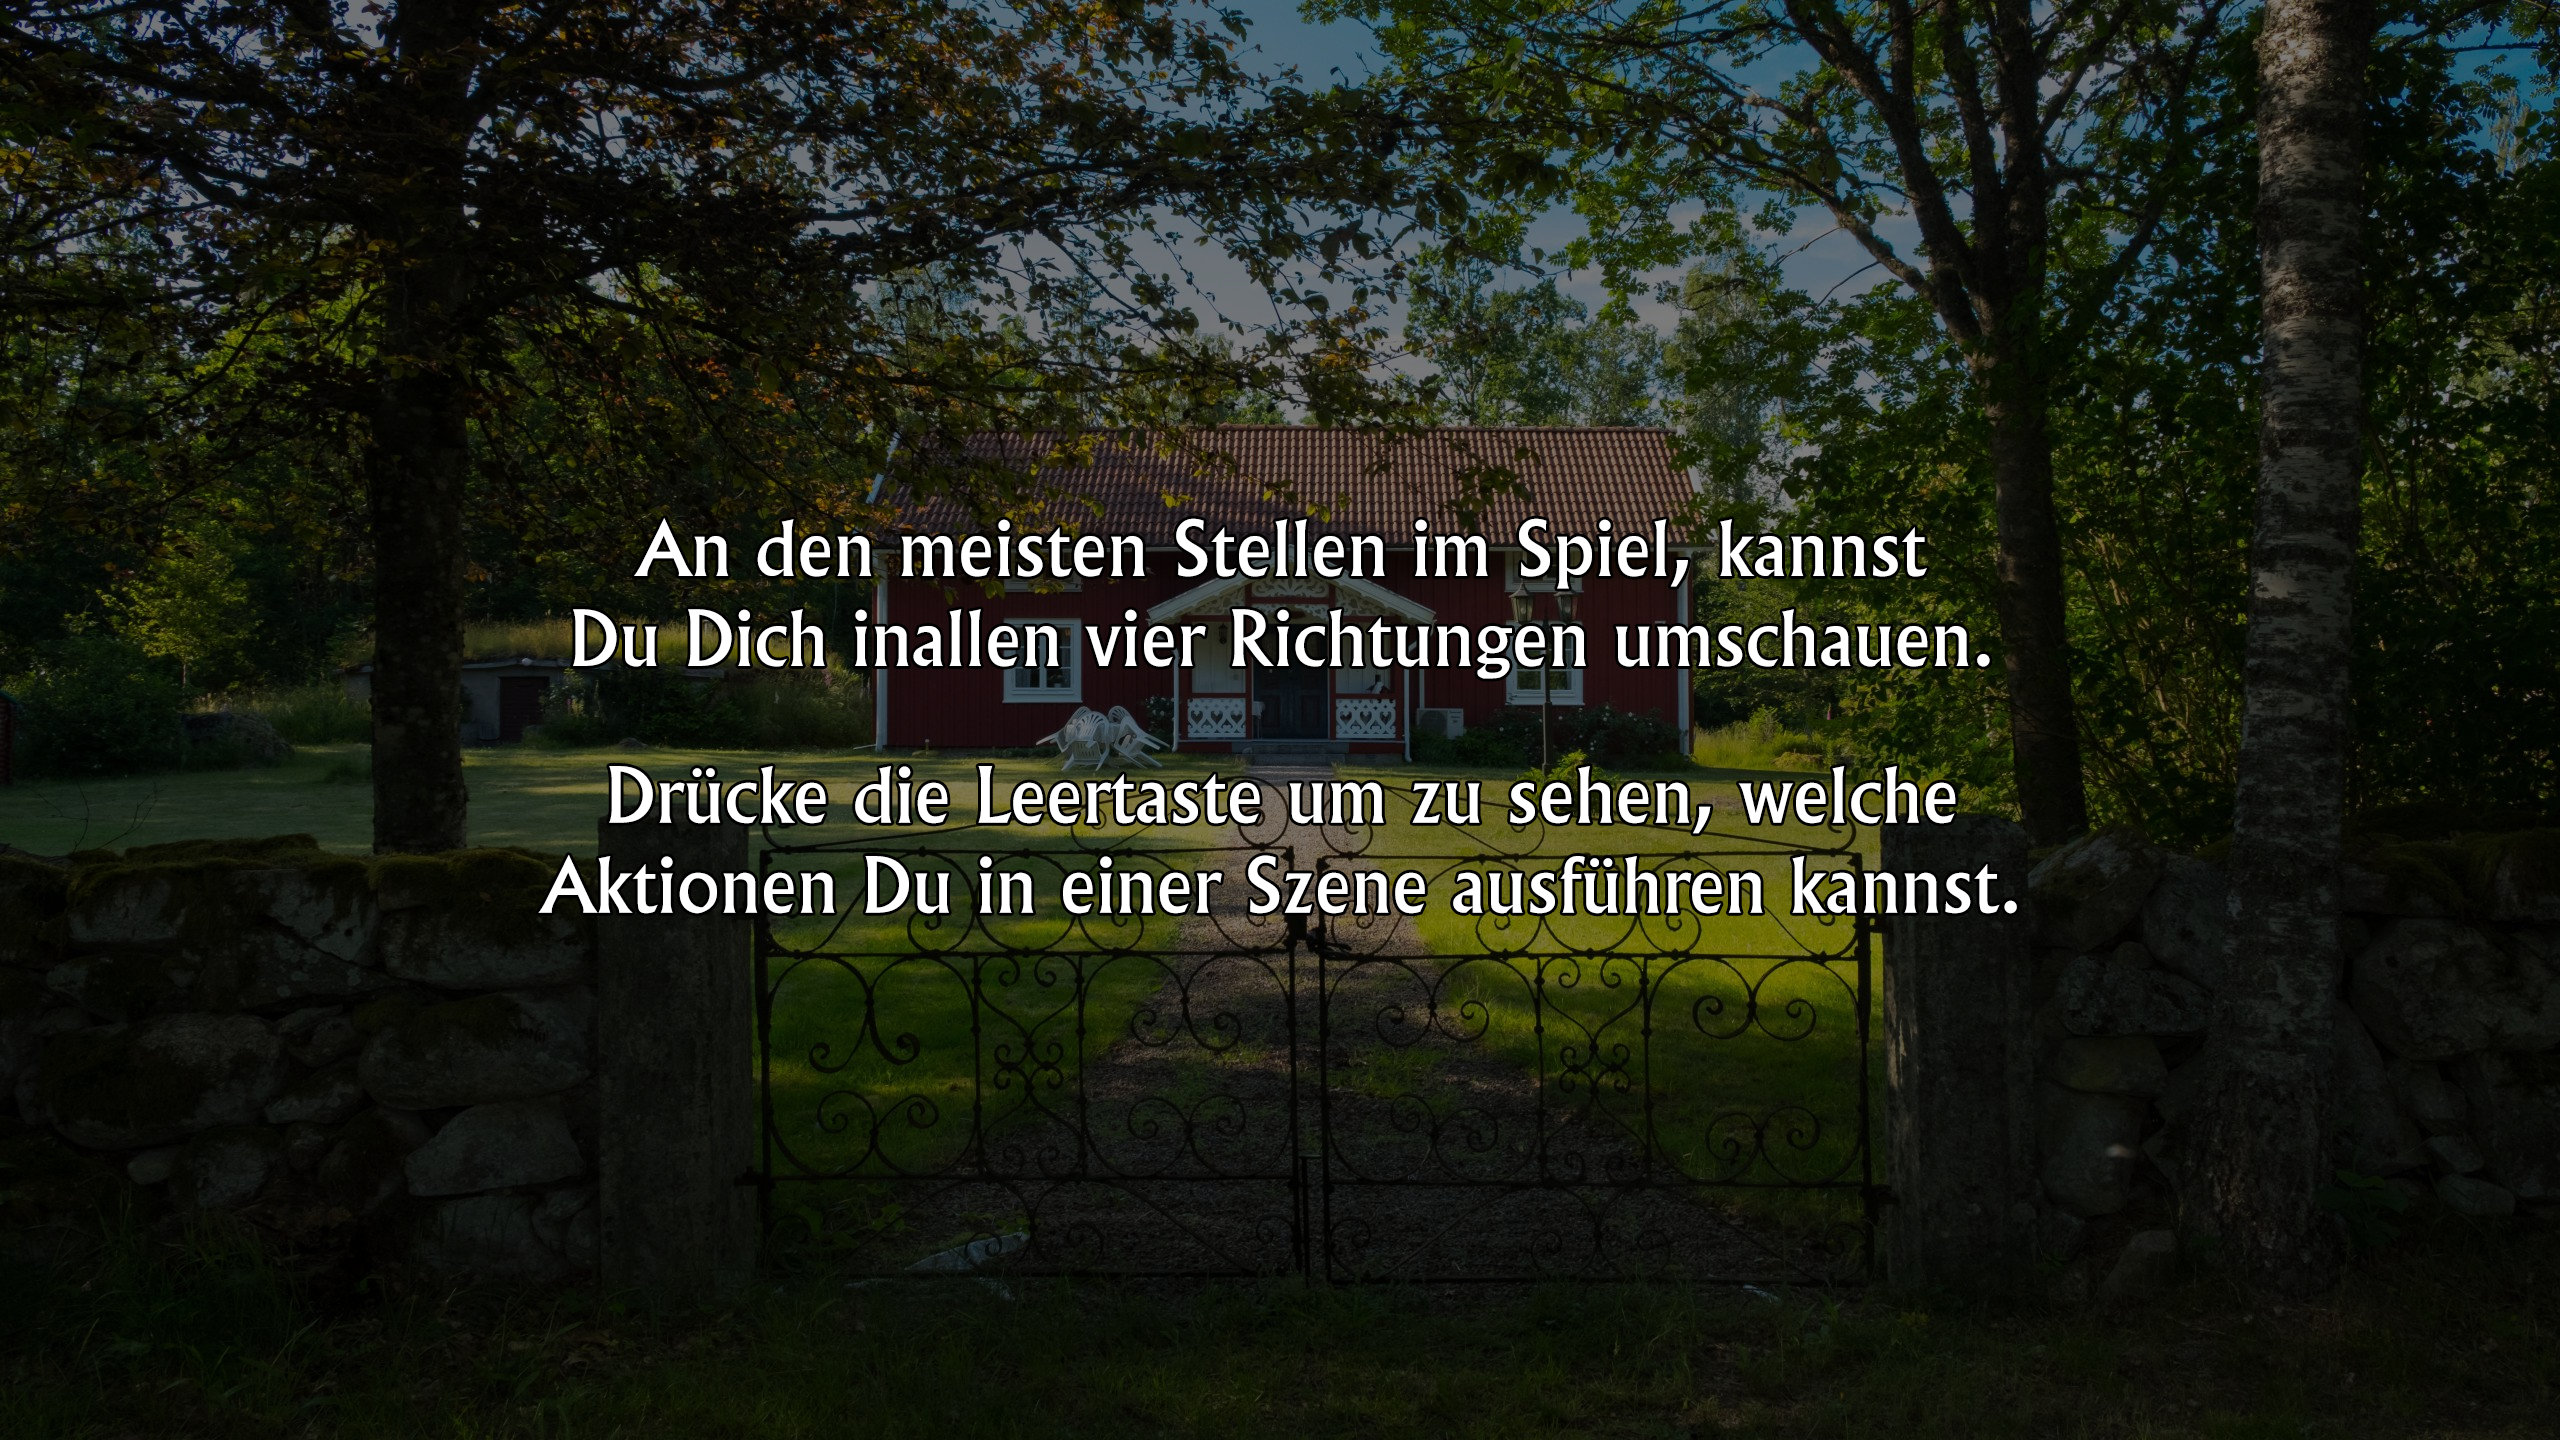 An den meisten Stellen im Spiel, kannst
Du Dich inallen vier Richtungen umschauen.
Drücke die Leertaste um zu sehen, welche
Aktionen Du in einer Szene ausführen kannst.